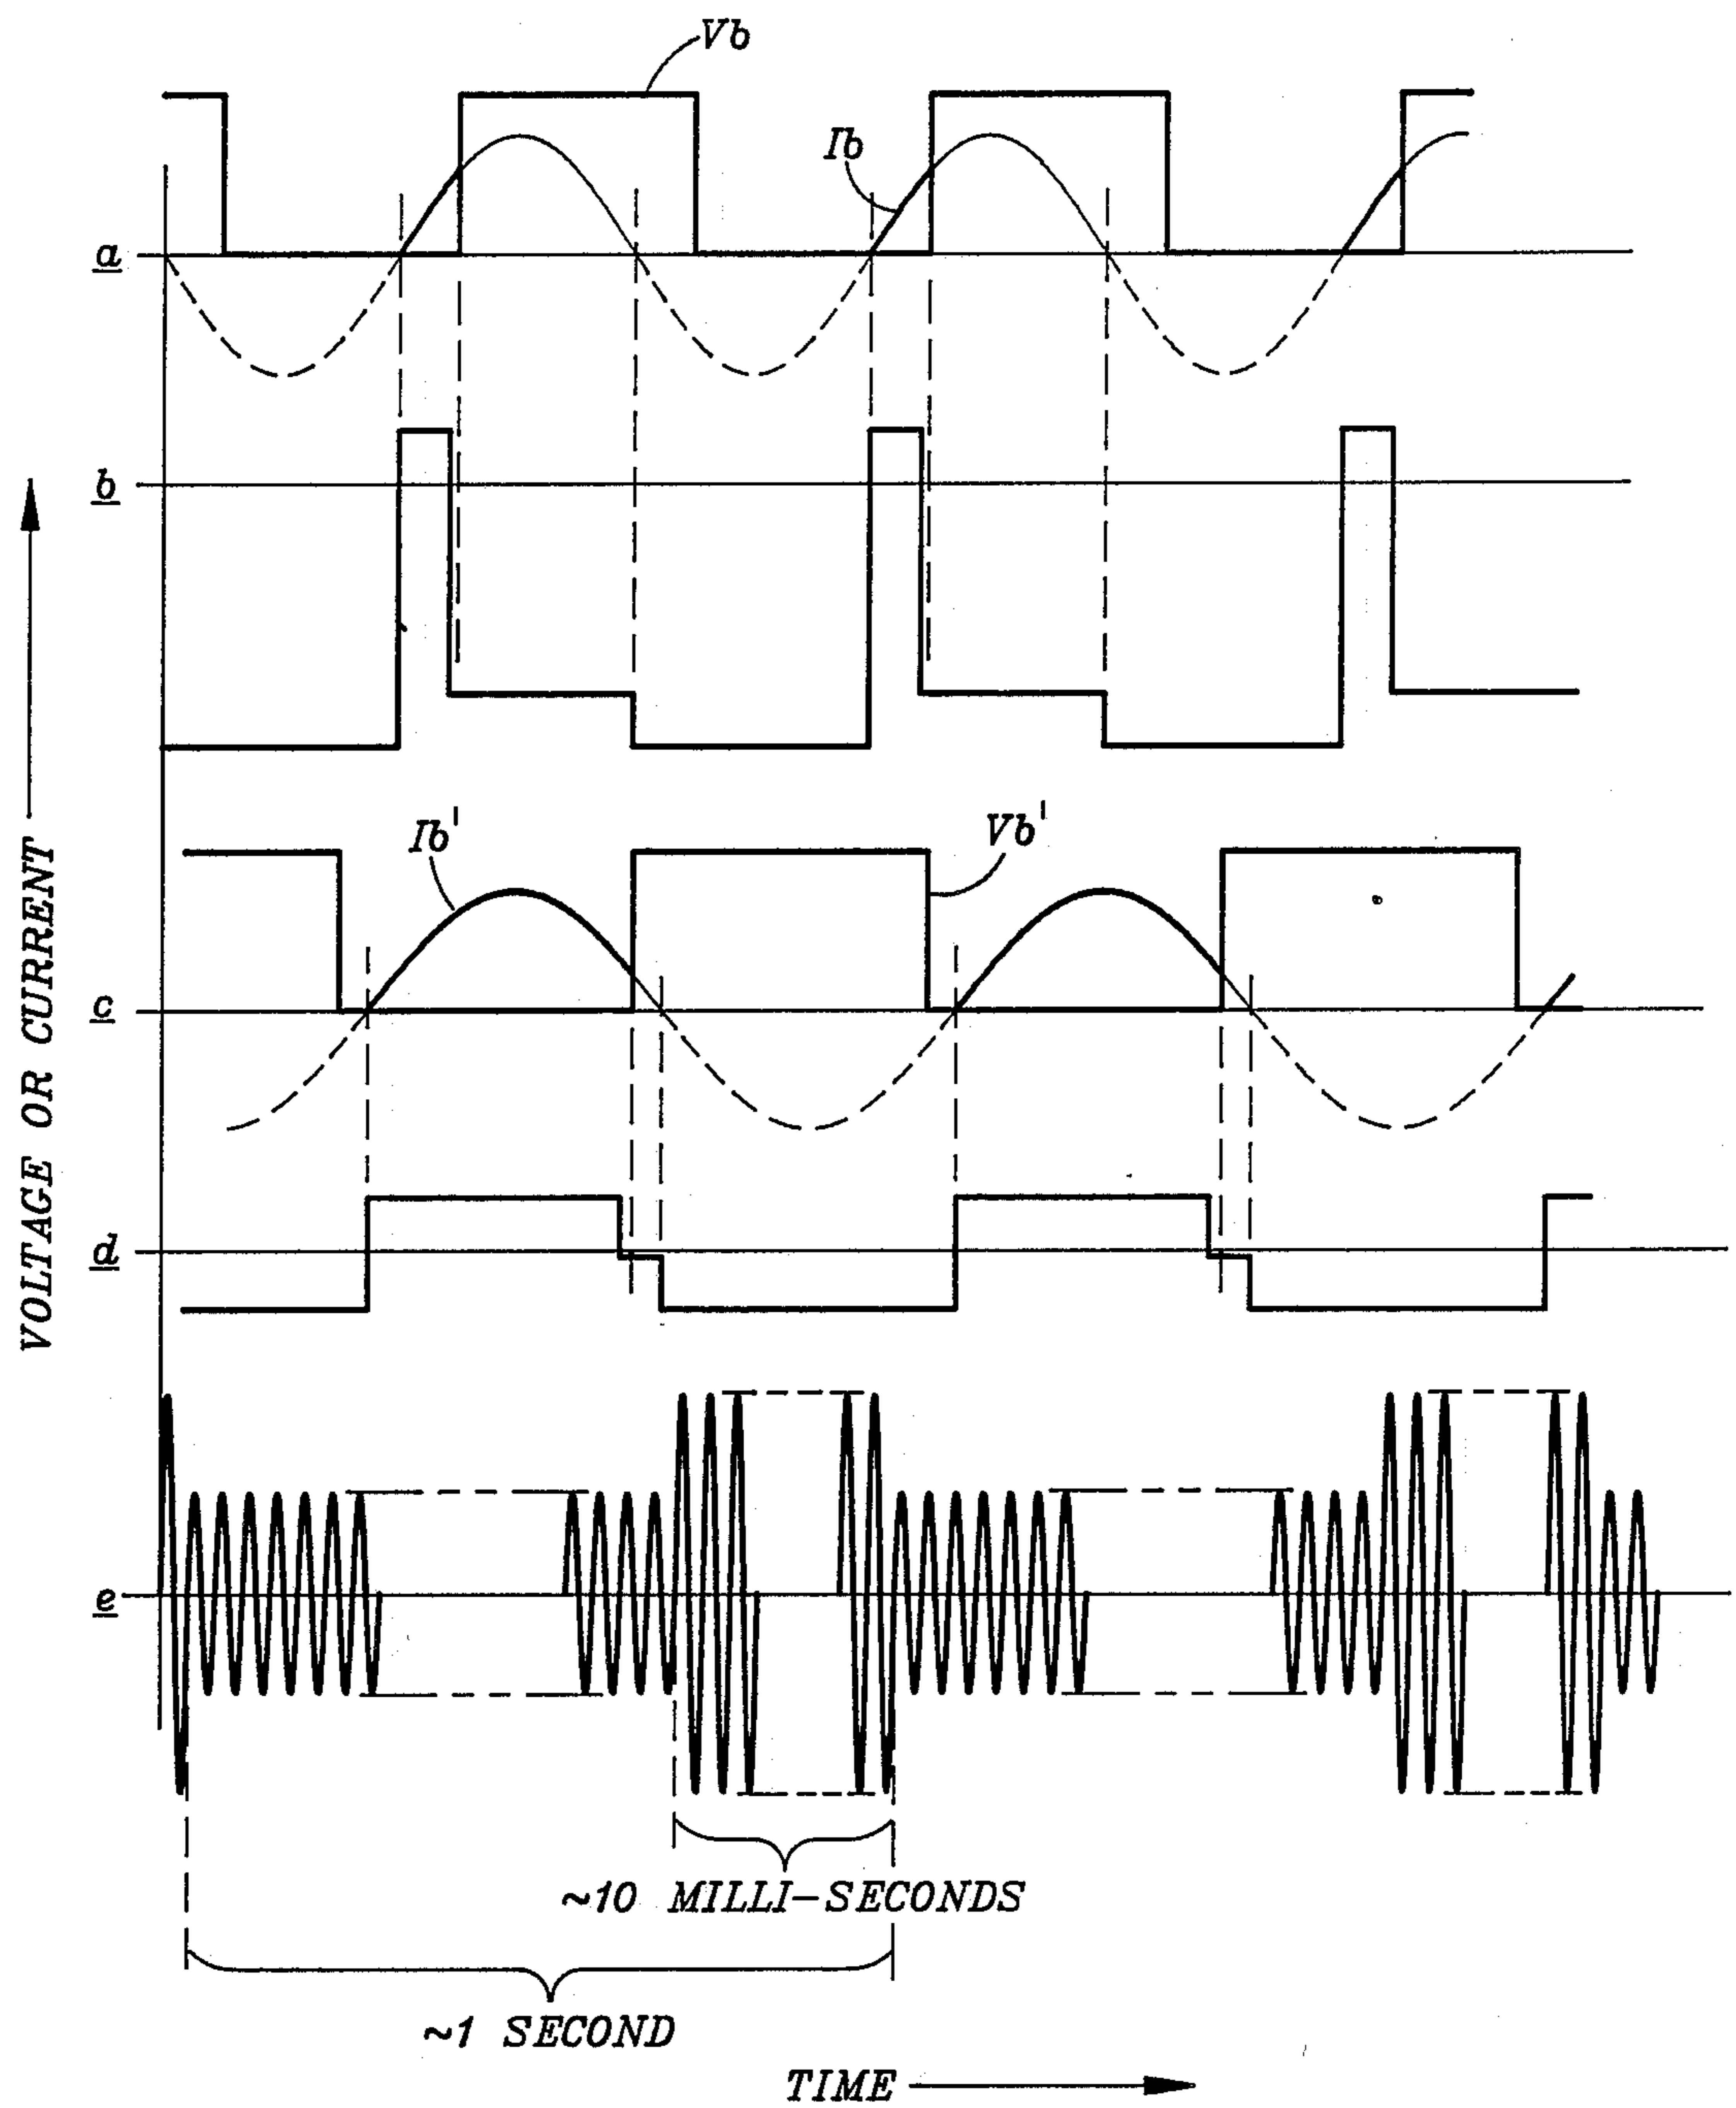 Vb
Ib
a
b
Ib'
Vb'
c
d
e
VOLTAGE OR CURRENT
~10 MILLI-SECONDS
~1 SECOND
TIME